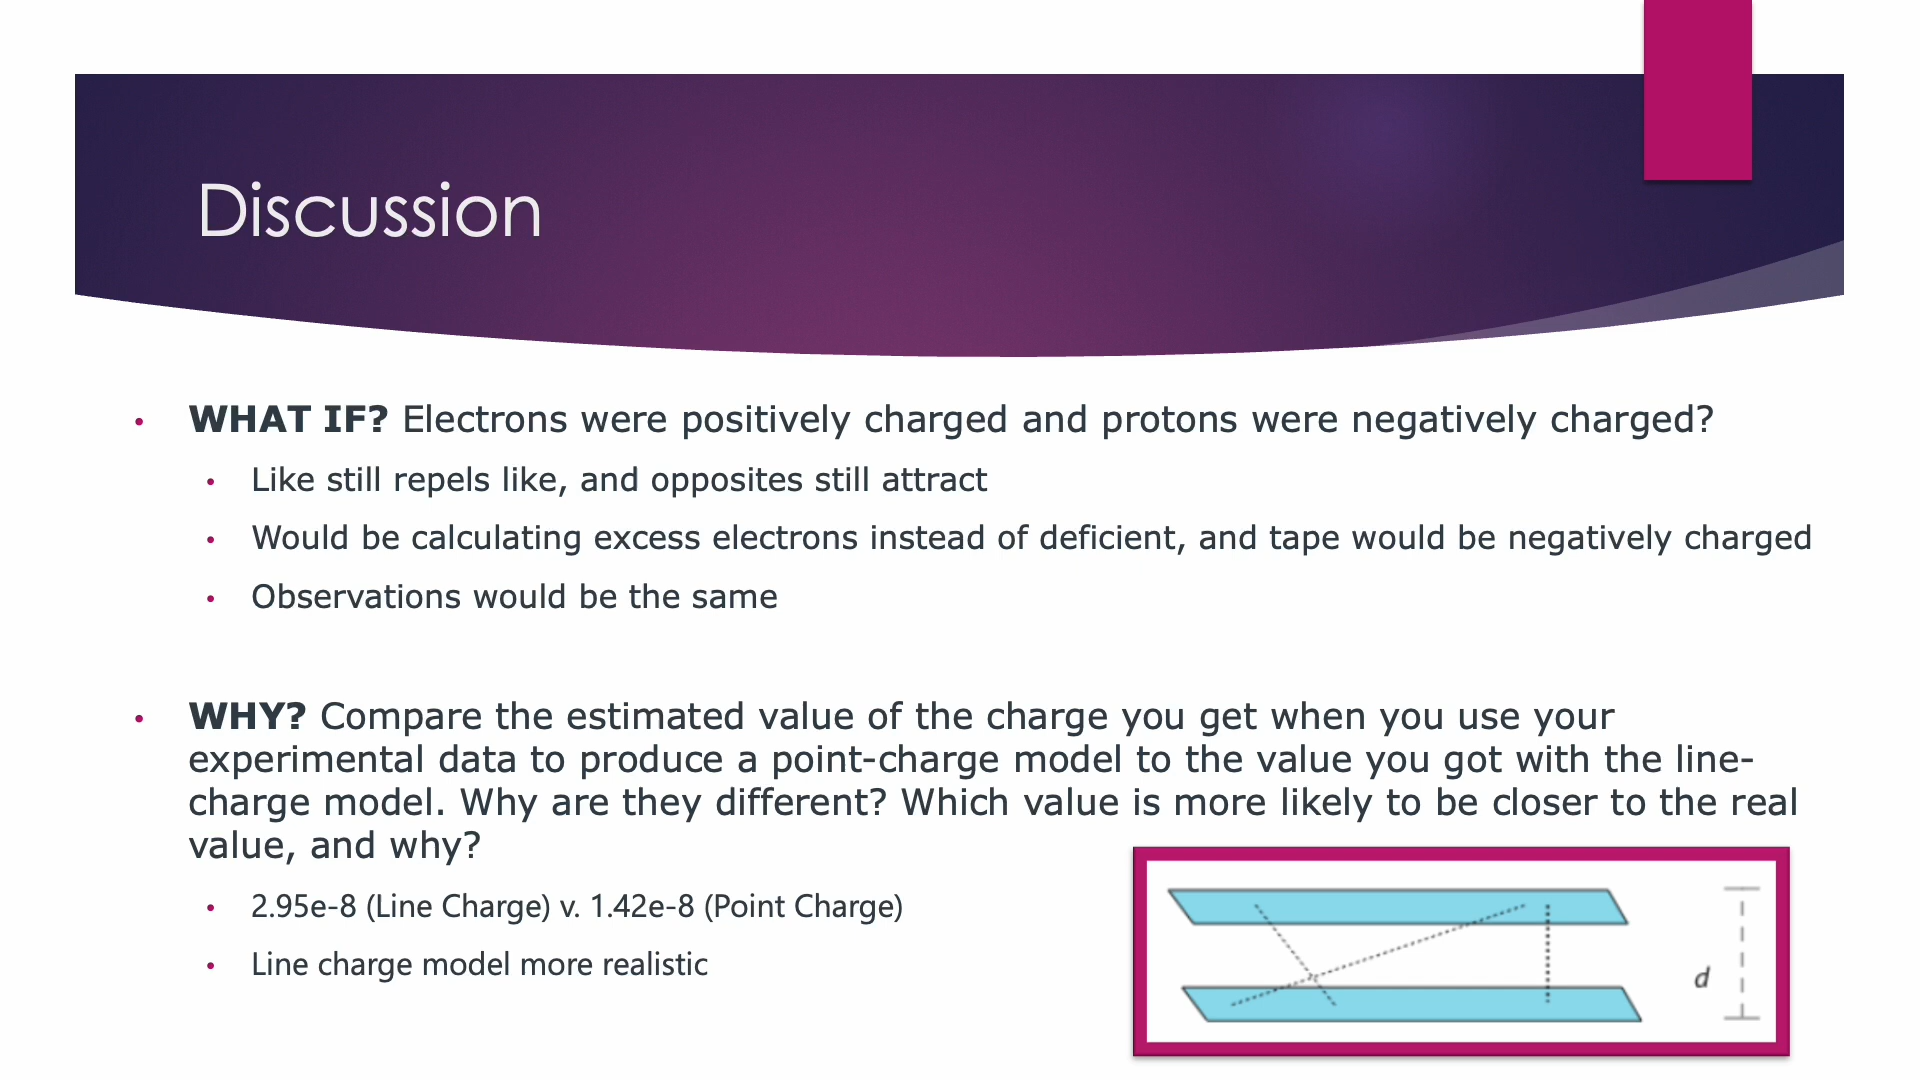 Discussion
• WHAT IF? Electrons were positively charged and protons were negatively charged?
• Like still repels like, and opposites still attract
• Would be calculating excess electrons instead of deficient, and tape would be negatively charged
• Observations would be the same
• WHY? Compare the estimated value of the charge you get when you use your
experimental data to produce a point-charge model to the value you got with the line-
charge model. Why are they different? Which value is more likely to be closer to the real
value, and why?
• 2.95e-8 (Line Charge) v. 1.42e-8 (Point Charge)
• Line charge model more realistic
d